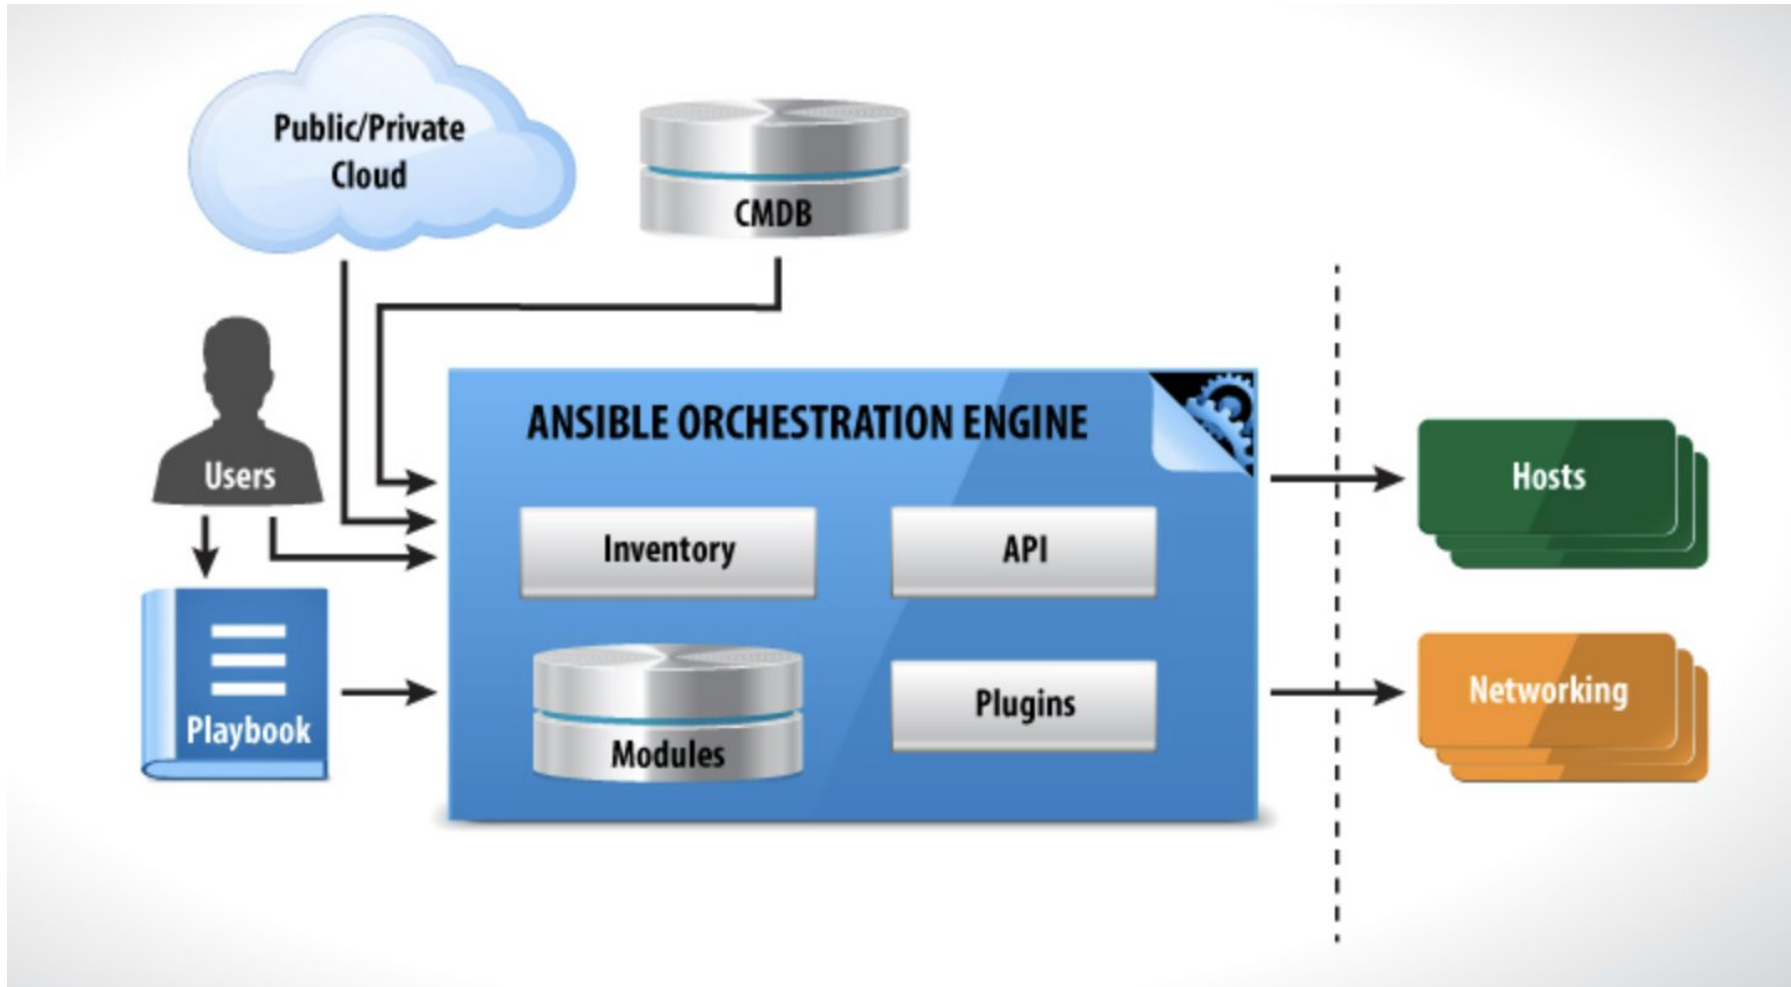 Public/Private
Cloud
CMDB
Users
ANSIBLE ORCHESTRATION ENGINE
Hosts
Inventory
API
Playbook
Modules
Plugins
Networking